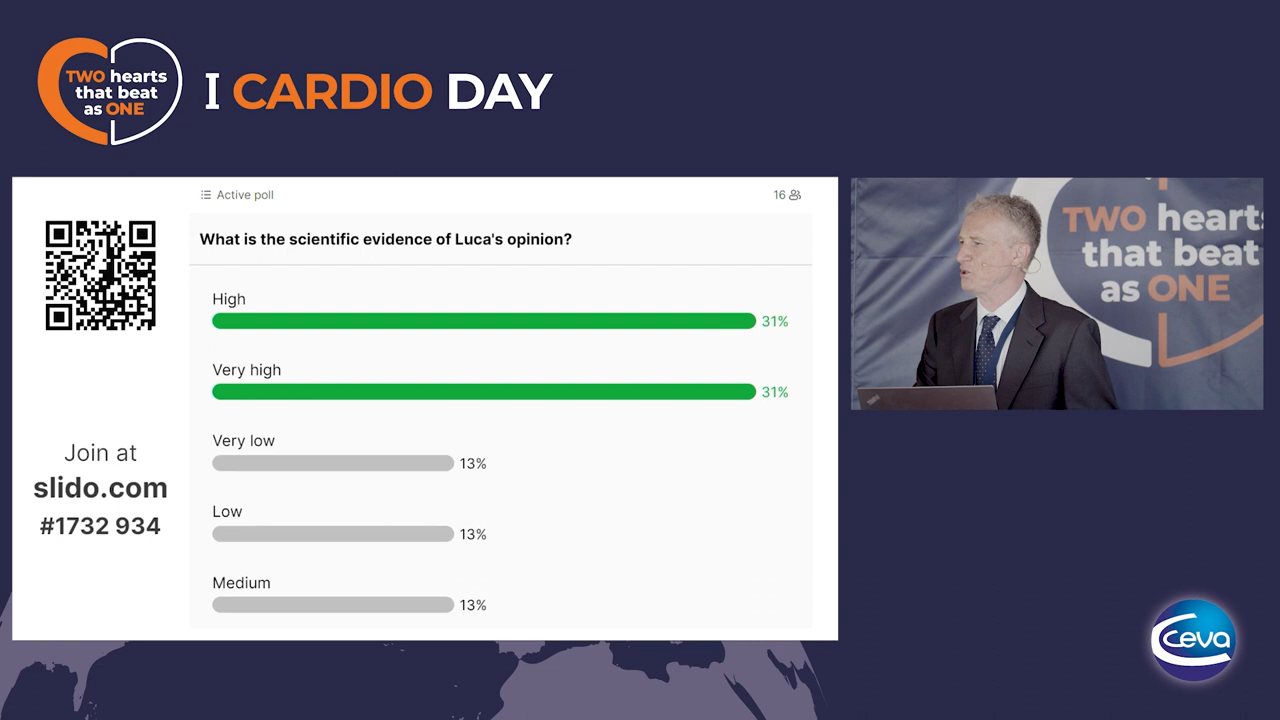 TWO hearts
that beat
as ONE
I CARDIO DAY
Active poll
16
What is the scientific evidence of Luca's opinion?
High
31%
Very high
31%
Very low
13%
Low
13%
Medium
13%
Join at
slido.com
#1732 934
TWO hearts
that beat
as ONE
Ceva